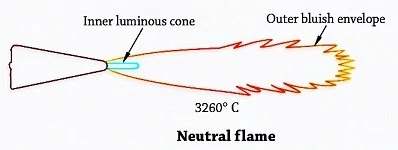 Inner luminous cone
Outer bluish envelope
3260° C
Neutral flame